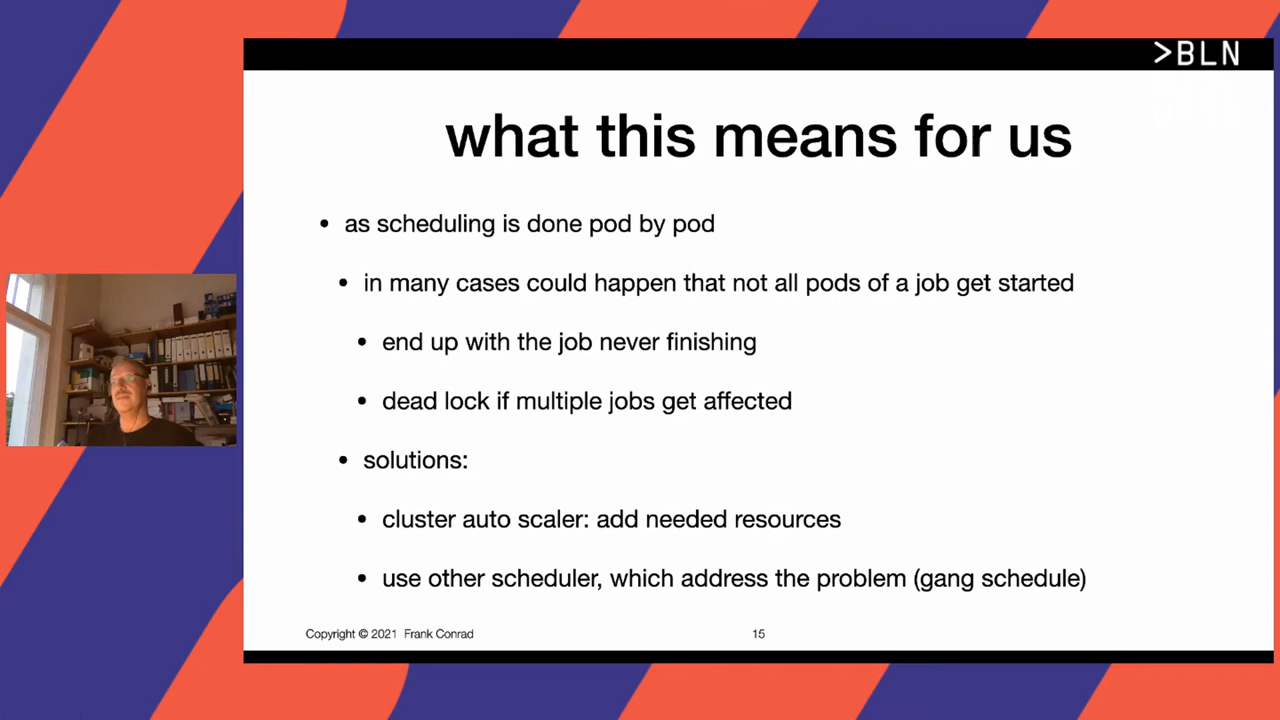 >BLN
what this means for us
• as scheduling is done pod by pod
• in many cases could happen that not all pods of a job get started
• end up with the job never finishing
• dead lock if multiple jobs get affected
• solutions:
• cluster auto scaler: add needed resources
• use other scheduler, which address the problem (gang schedule)
Copyright © 2021 Frank Conrad
15